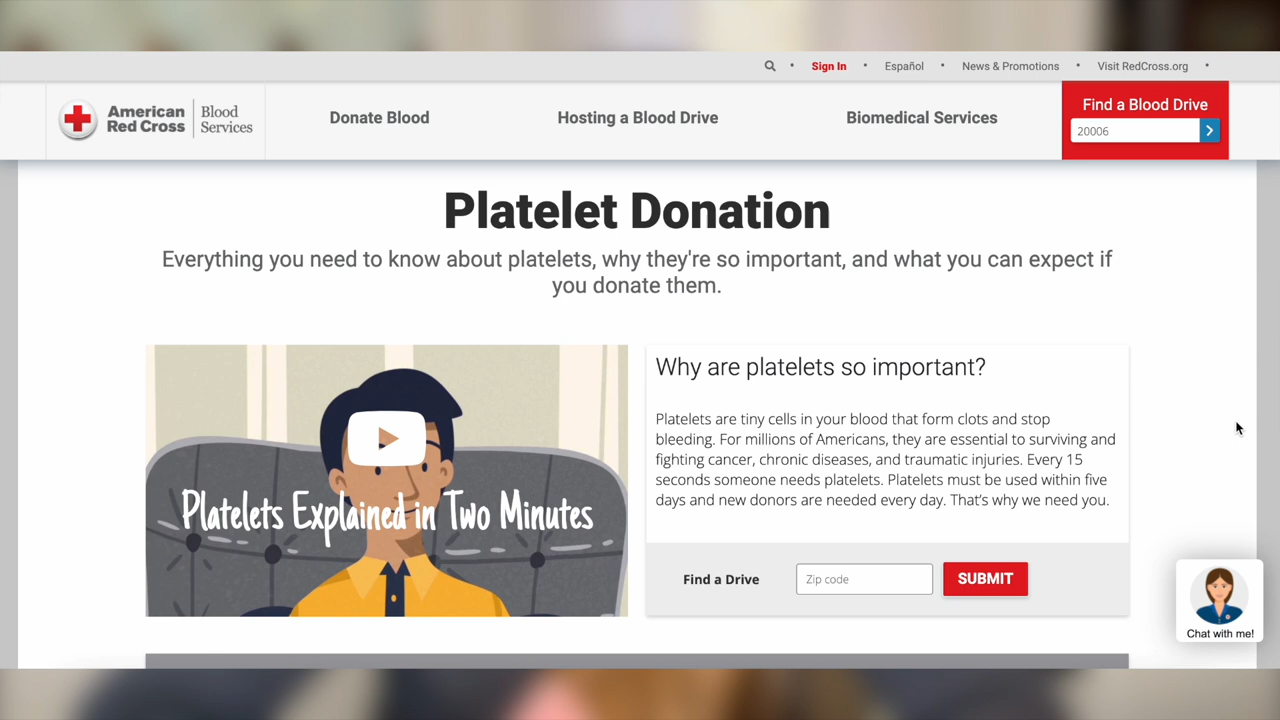 Sign In
Español
News & Promotions
Visit RedCross.org
American
Red Cross
Blood
Services
Donate Blood
Hosting a Blood Drive
Biomedical Services
Find a Blood Drive
20006
Platelet Donation
Everything you need to know about platelets, why they're so important, and what you can expect if
you donate them.
Platelets Explained in Two Minutes
Why are platelets so important?
Platelets are tiny cells in your blood that form clots and stop
bleeding. For millions of Americans, they are essential to surviving and
fighting cancer, chronic diseases, and traumatic injuries. Every 15
seconds someone needs platelets. Platelets must be used within five
days and new donors are needed every day. That's why we need you.
Find a Drive
Zip code
SUBMIT
Chat with me!